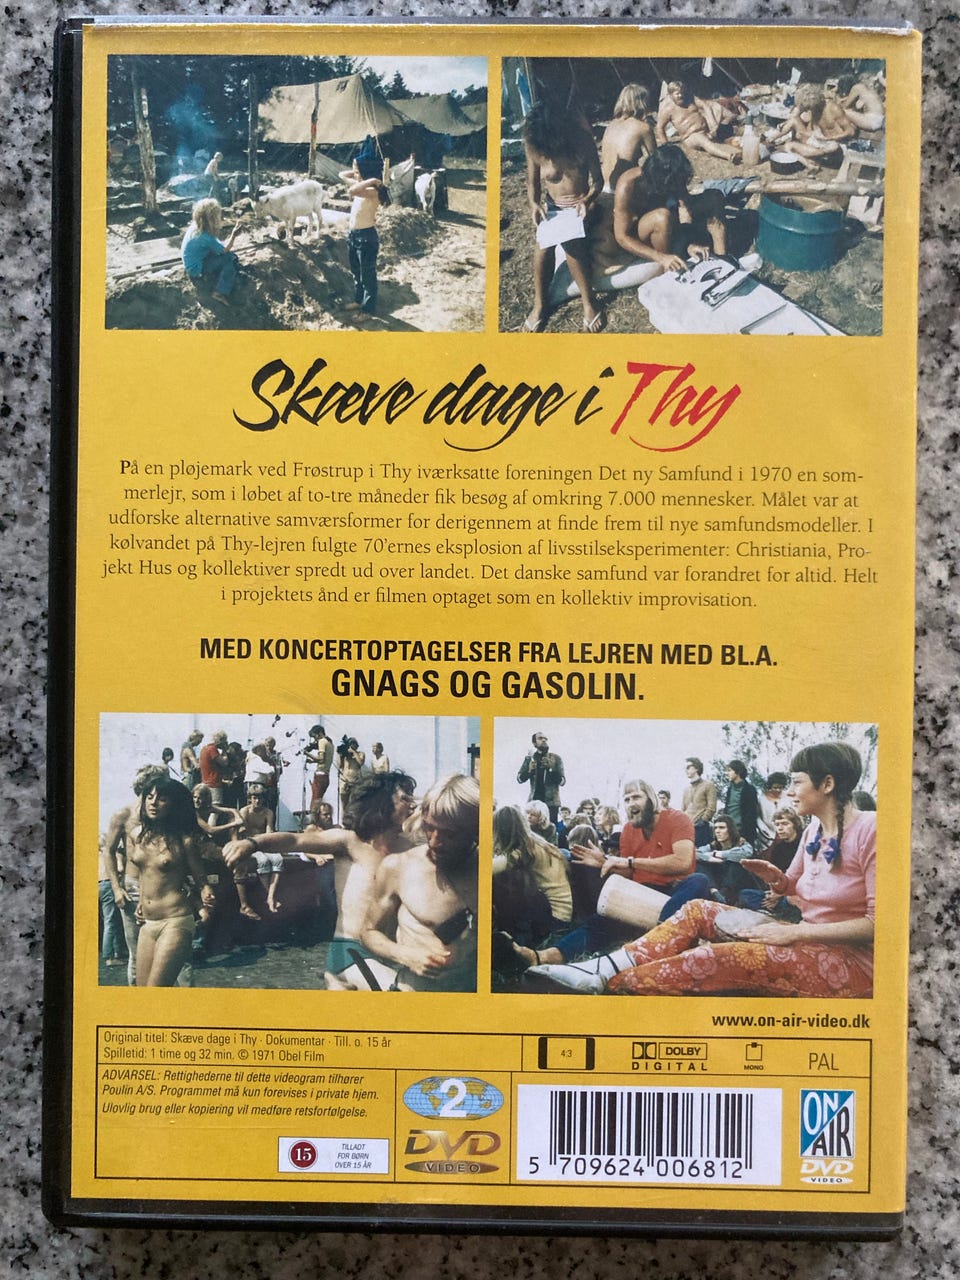 Skæve dage i Thy
På en pløjemark ved Frøstrup i Thy iværksatte foreningen Det ny Samfund i 1970 en som-
merlejr, som i løbet af to-tre måneder fik besøg af omkring 7.000 mennesker. Målet var at
udforske alternative samværsformer for derigennem at finde frem til nye samfundsmodeller. I
kølvandet på Thy-lejren fulgte 70'ernes eksplosion af livsstilseksperimenter: Christiania, Pro-
jekt Hus og kollektiver spredt ud over landet. Det danske samfund var forandret for altid. Helt
i projektets ånd er filmen optaget som en kollektiv improvisation.
MED KONCERTOPTAGELSER FRA LEJREN MED BL.A.
GNAGS OG GASOLIN.
www.on-air-video.dk
Original titel: Skæve dage i Thy · Dokumentar · Till. o. 15 år
Spilletid: 1 time og 32 min. © 1971 Obel Film
4:3
DOLBY
DIGITAL
MONO
PAL
ADVARSEL: Rettighederne til dette videogram tilhører
Poulin A/S. Programmet må kun forevises i private hjem.
Ulovlig brug eller kopiering vil medføre retsforfølgelse.
15
TILLADT
FOR BØRN
OVER 15 ÅR
2
DVD
VIDEO
5 709624 006812
ON
AIR
DVD
VIDEO